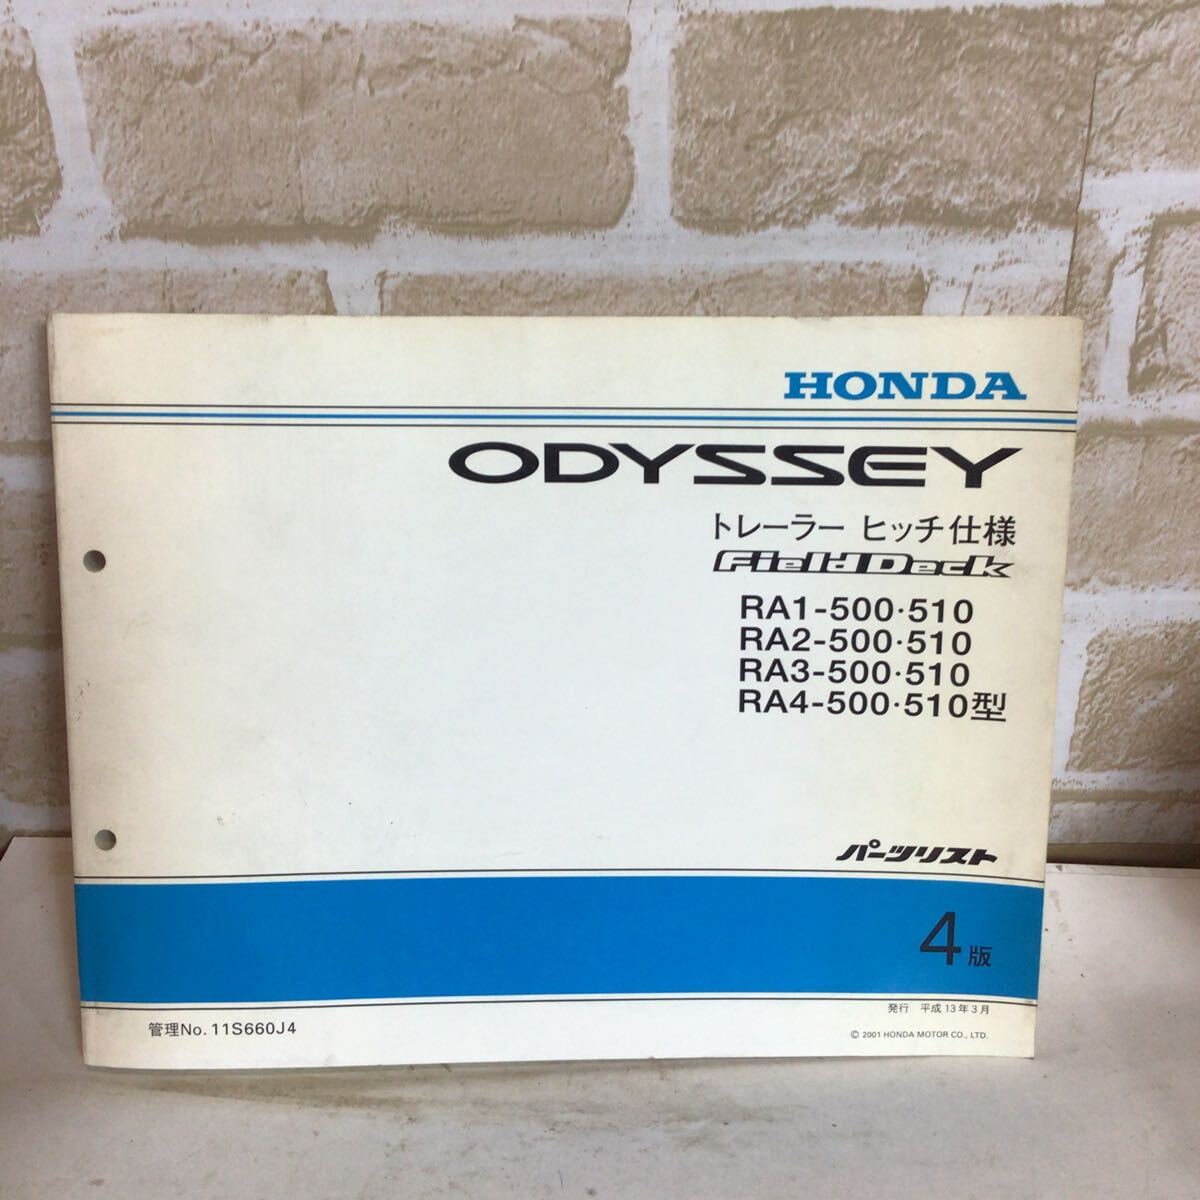 HONDA
ODYSSEY
トレーラー ヒッチ仕様
FieldDeck
RA1-500·510
RA2-500·510
RA3-500·510
RA4-500·510型
パーツリスト
4版
発行 平成13年3月
管理No. 11S660J4
© 2001 HONDA MOTOR CO., LTD.